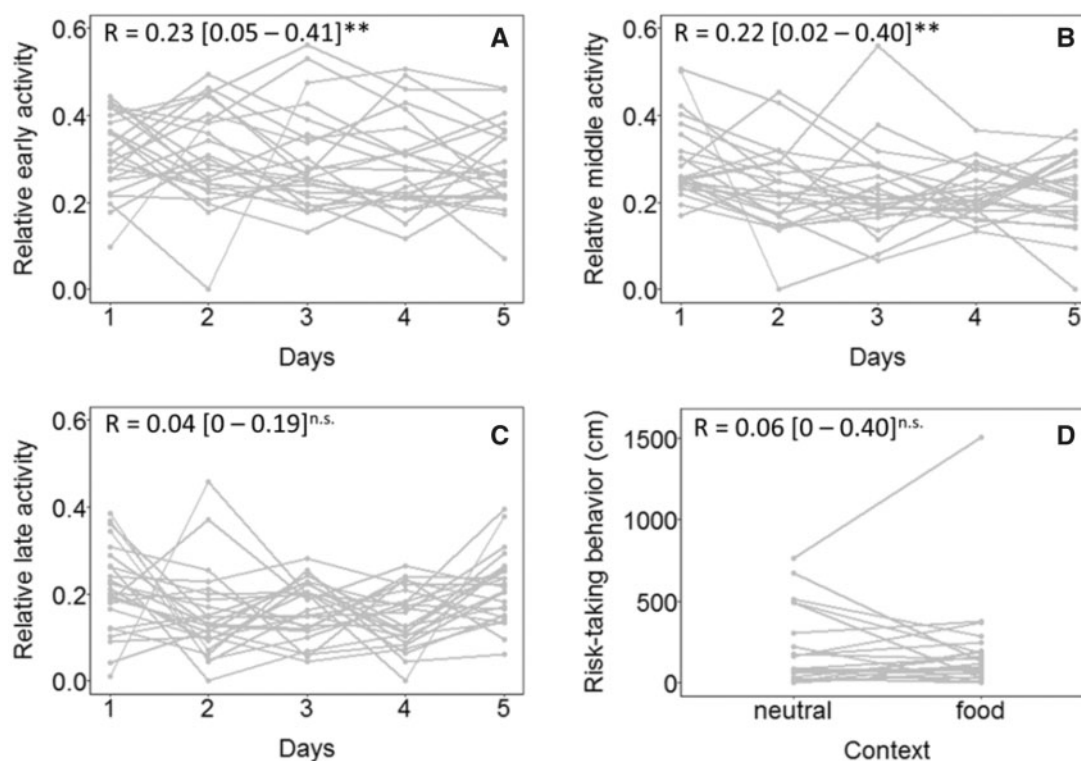 R = 0.23 [0.05 – 0.41]**
A
Relative early activity
0.6
0.4
0.2
0.0
1 2 3 4 5
Days
R = 0.22 [0.02 – 0.40]**
B
Relative middle activity
0.6
0.4
0.2
0.0
1 2 3 4 5
Days
R = 0.04 [0 – 0.19]n.s.
C
Relative late activity
0.6
0.4
0.2
0.0
1 2 3 4 5
Days
R = 0.06 [0 – 0.40]n.s.
D
Risk-taking behavior (cm)
1500
1000
500
0
neutral food
Context